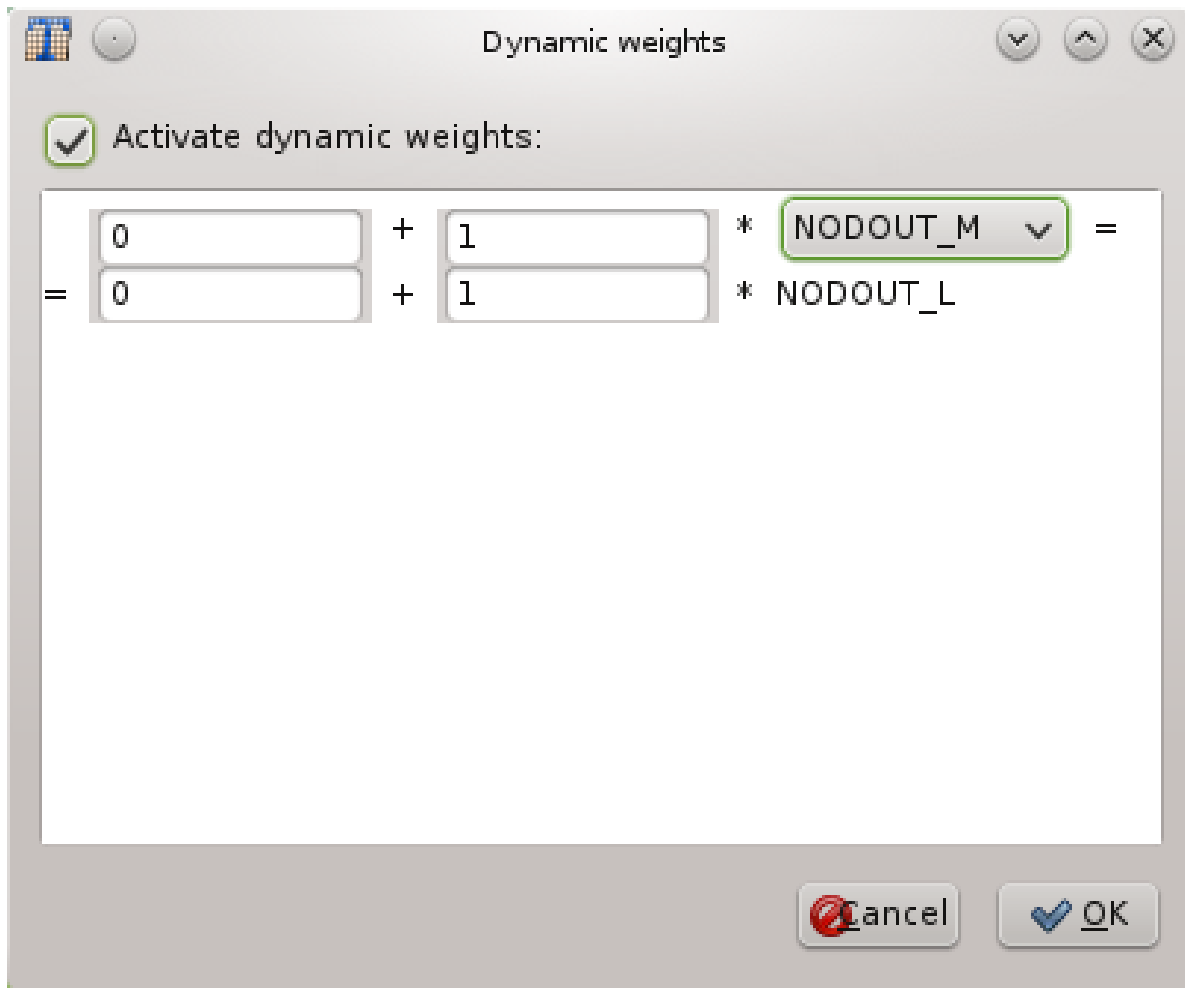 Dynamic weights
Activate dynamic weights:
0 + 1 * NODOUT_M =
= 0 + 1 * NODOUT_L
Cancel OK